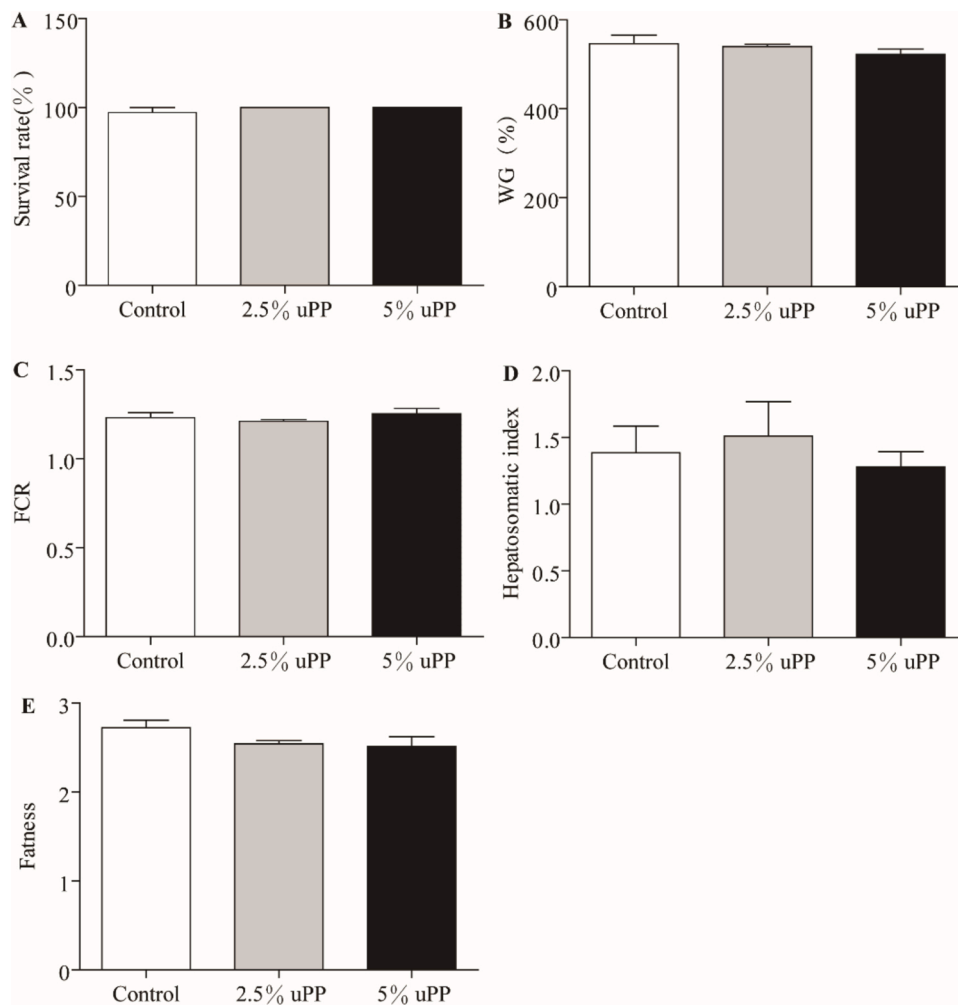 A
150
100
50
0
Survival rate(%)
Control 2.5% uPP 5% uPP
B
600
400
200
0
WG (%)
Control 2.5% uPP 5% uPP
C
1.5
1.0
0.5
0.0
FCR
Control 2.5% uPP 5% uPP
D
2.0
1.5
1.0
0.5
0.0
Hepatosomatic index
Control 2.5% uPP 5% uPP
E
3
2
1
0
Fatness
Control 2.5% uPP 5% uPP